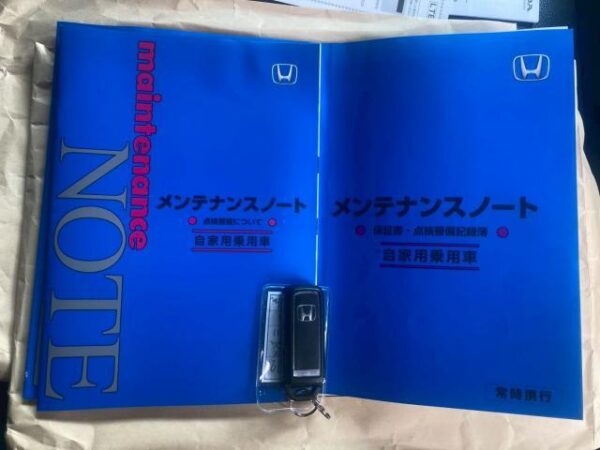 maintenance
NOTE
メンテナンスノート
点検整備について
自家用乗用車
メンテナンスノート
保証書・点検整備記録簿
自家用乗用車
常時携行